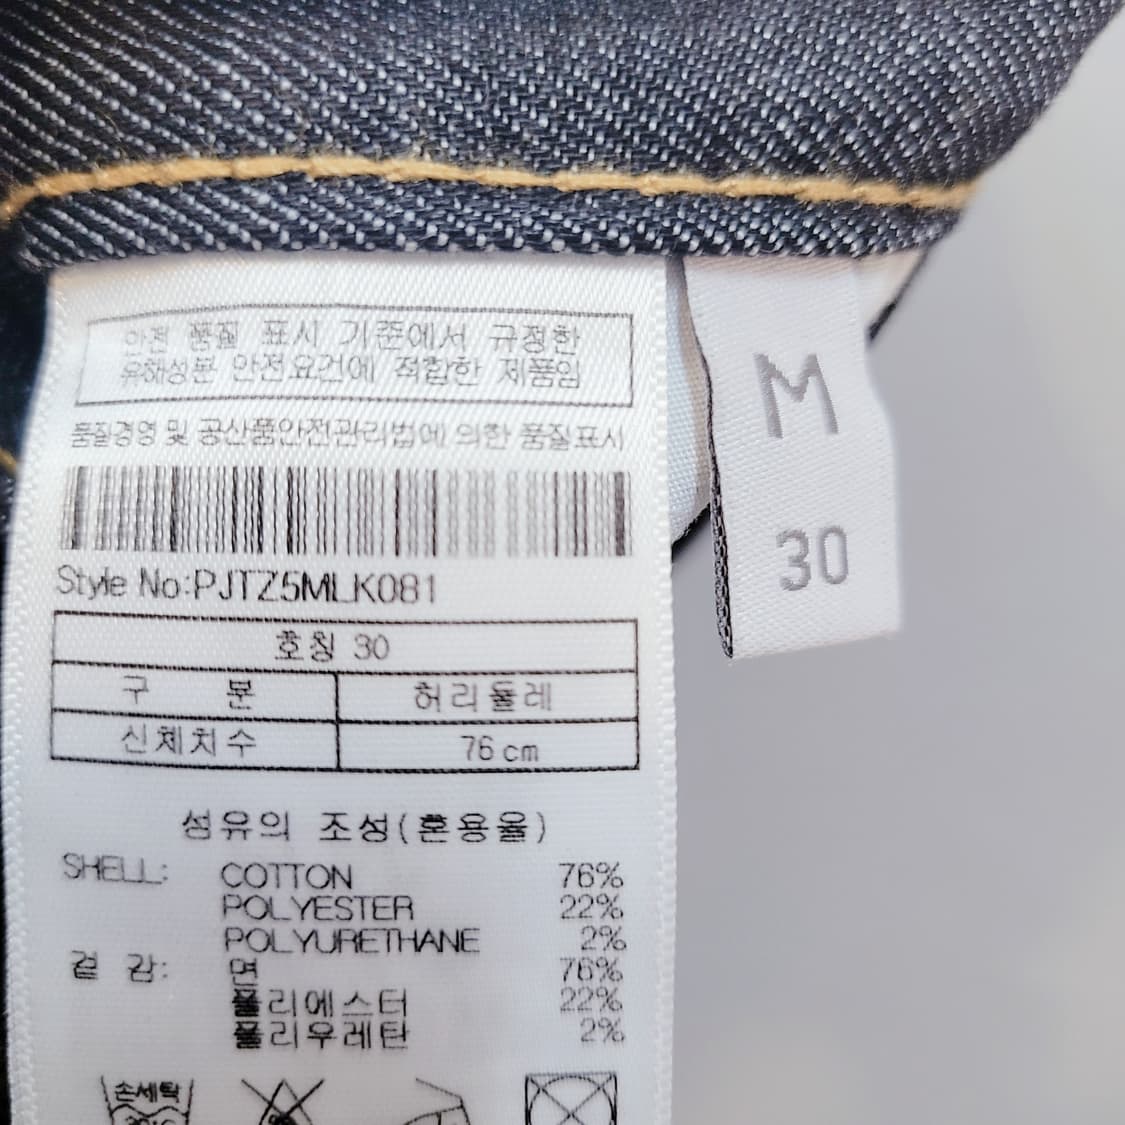 안전 품질 표시 기준에서 규정한
유해성분 안전요건에 적합한 제품임
품질경영 및 공산품안전관리법에 의한 품질표시
Style No:PJTZ5MLK081
호칭 30
구 분 허리둘레
신체치수 76cm
섬유의 조성(혼용율)
SHELL: COTTON 76%
POLYESTER 22%
POLYURETHANE 2%
겉 감: 면 76%
폴리에스터 22%
폴리우레탄 2%
손세탁
M
30